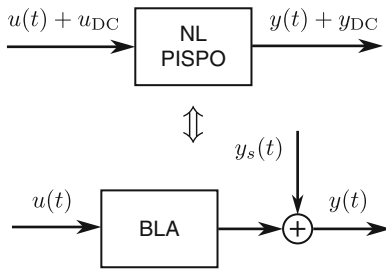 u(t) + u_DC
NL
PISPO
y(t) + y_DC
⇕
y_s(t)
u(t)
BLA
+
y(t)